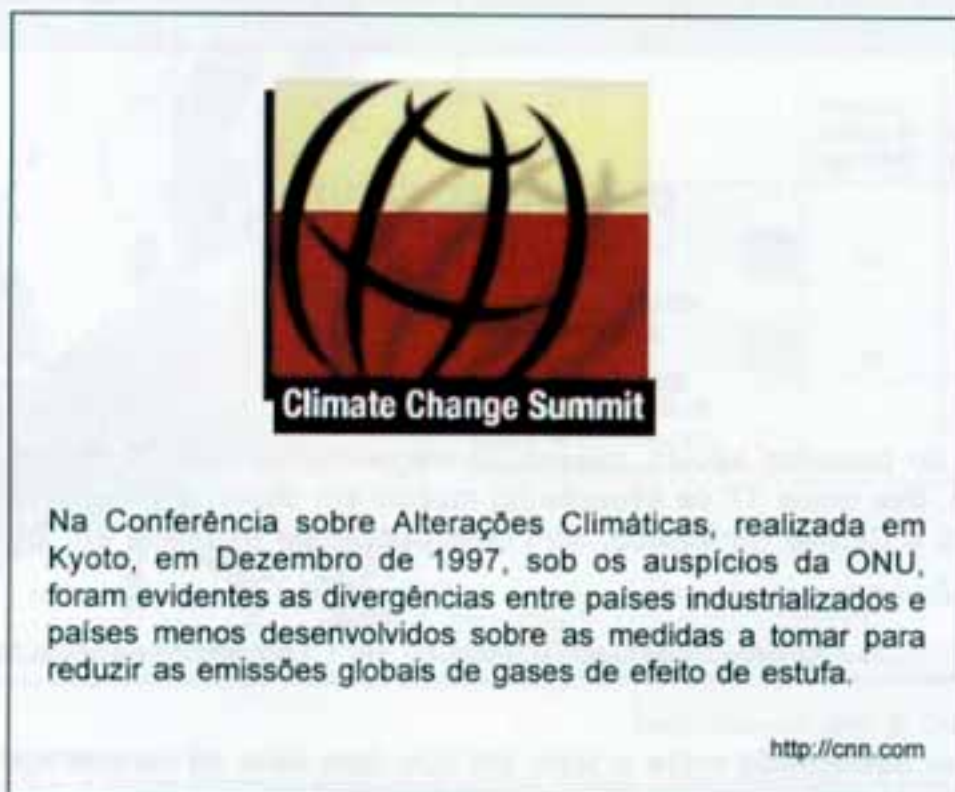 Climate Change Summit
Na Conferência sobre Alterações Climáticas, realizada em
Kyoto, em Dezembro de 1997, sob os auspícios da ONU,
foram evidentes as divergências entre países industrializados e
países menos desenvolvidos sobre as medidas a tomar para
reduzir as emissões globais de gases de efeito de estufa.
http://cnn.com